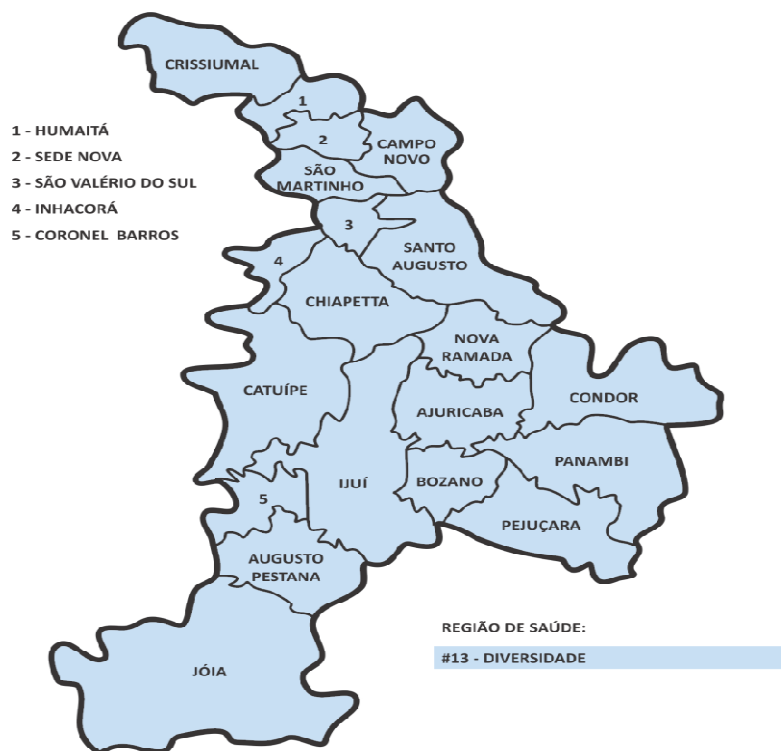 CRISSIUMAL
1
1 - HUMAITÁ
2 - SEDE NOVA
3 - SÃO VALÉRIO DO SUL
4 - INHACORÁ
5 - CORONEL BARROS
2
CAMPO
NOVO
SÃO
MARTINHO
3
SANTO
AUGUSTO
4
CHIAPETTA
NOVA
RAMADA
CATUÍPE
CONDOR
AJURICABA
PANAMBI
IJUÍ
BOZANO
5
PEJUÇARA
AUGUSTO
PESTANA
JÓIA
REGIÃO DE SAÚDE:
#13 - DIVERSIDADE